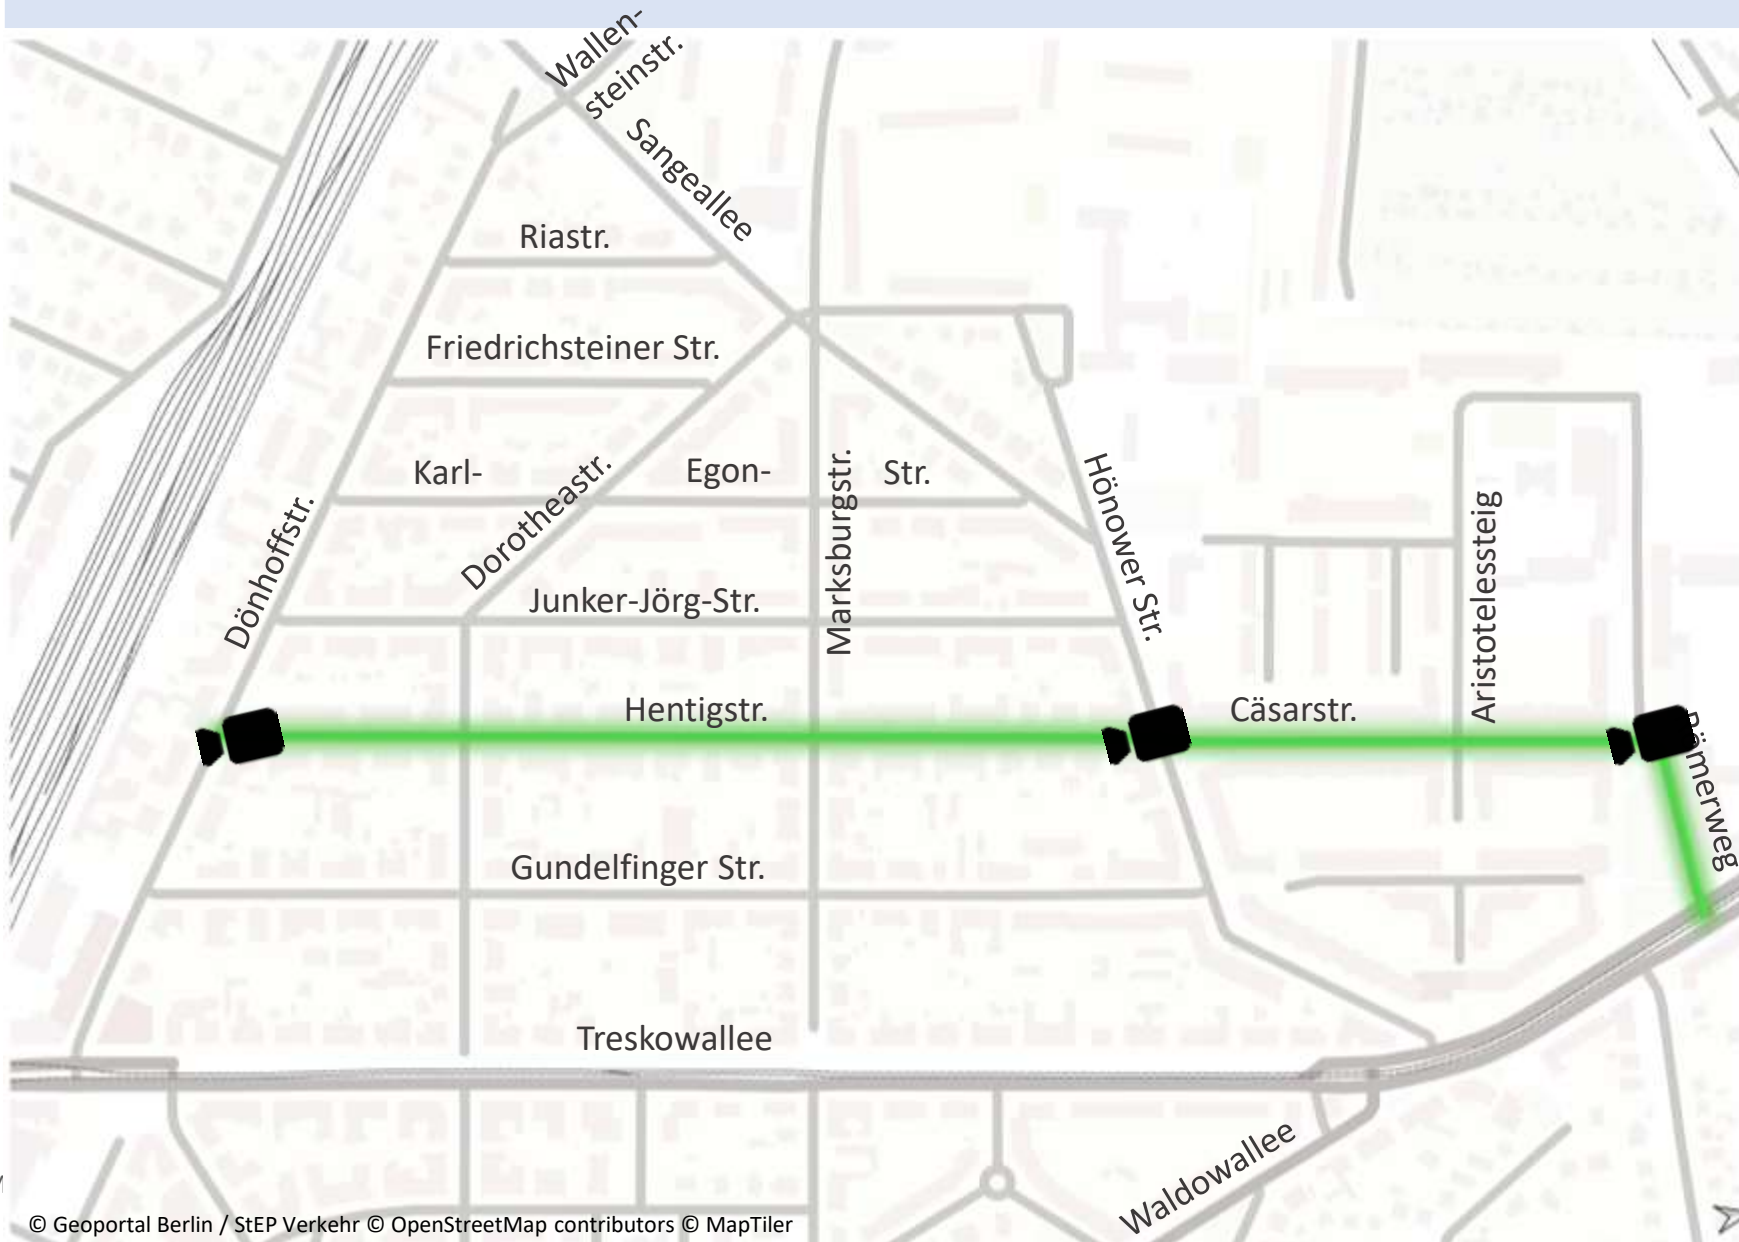 Wallen-
steinstr.
Sangeallee
Riastr.
Friedrichsteiner Str.
Karl-
Egon-
Str.
Dorotheastr.
Dönhoffstr.
Marksburgstr.
Hönower Str.
Junker-Jörg-Str.
Aristotelessteig
Hentigstr.
Cäsarstr.
Gundelfinger Str.
Treskowallee
Waldowallee
© Geoportal Berlin / StEP Verkehr © OpenStreetMap contributors © MapTiler